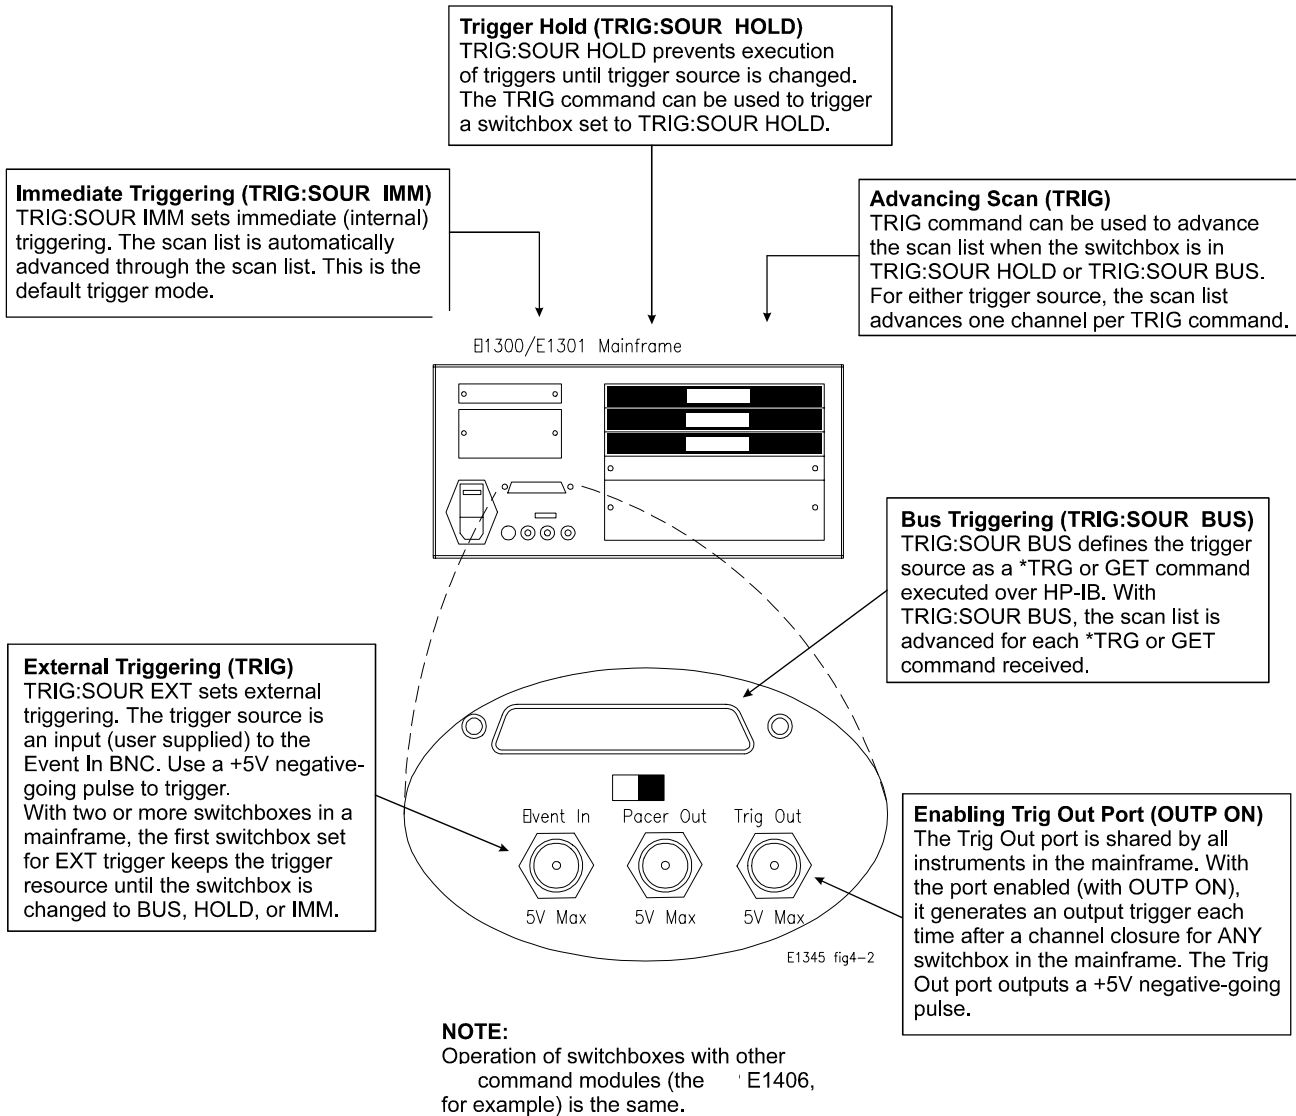 Trigger Hold (TRIG:SOUR HOLD)
TRIG:SOUR HOLD prevents execution
of triggers until trigger source is changed.
The TRIG command can be used to trigger
a switchbox set to TRIG:SOUR HOLD.
Immediate Triggering (TRIG:SOUR IMM)
TRIG:SOUR IMM sets immediate (internal)
triggering. The scan list is automatically
advanced through the scan list. This is the
default trigger mode.
Advancing Scan (TRIG)
TRIG command can be used to advance
the scan list when the switchbox is in
TRIG:SOUR HOLD or TRIG:SOUR BUS.
For either trigger source, the scan list
advances one channel per TRIG command.
E1300/E1301 Mainframe
Bus Triggering (TRIG:SOUR BUS)
TRIG:SOUR BUS defines the trigger
source as a *TRG or GET command
executed over HP-IB. With
TRIG:SOUR BUS, the scan list is
advanced for each *TRG or GET
command received.
External Triggering (TRIG)
TRIG:SOUR EXT sets external
triggering. The trigger source is
an input (user supplied) to the
Event In BNC. Use a +5V negative-
going pulse to trigger.
With two or more switchboxes in a
mainframe, the first switchbox set
for EXT trigger keeps the trigger
resource until the switchbox is
changed to BUS, HOLD, or IMM.
Event In Pacer Out Trig Out
5V Max 5V Max 5V Max
E1345 fig4-2
Enabling Trig Out Port (OUTP ON)
The Trig Out port is shared by all
instruments in the mainframe. With
the port enabled (with OUTP ON),
it generates an output trigger each
time after a channel closure for ANY
switchbox in the mainframe. The Trig
Out port outputs a +5V negative-going
pulse.
NOTE:
Operation of switchboxes with other
command modules (the E1406,
for example) is the same.